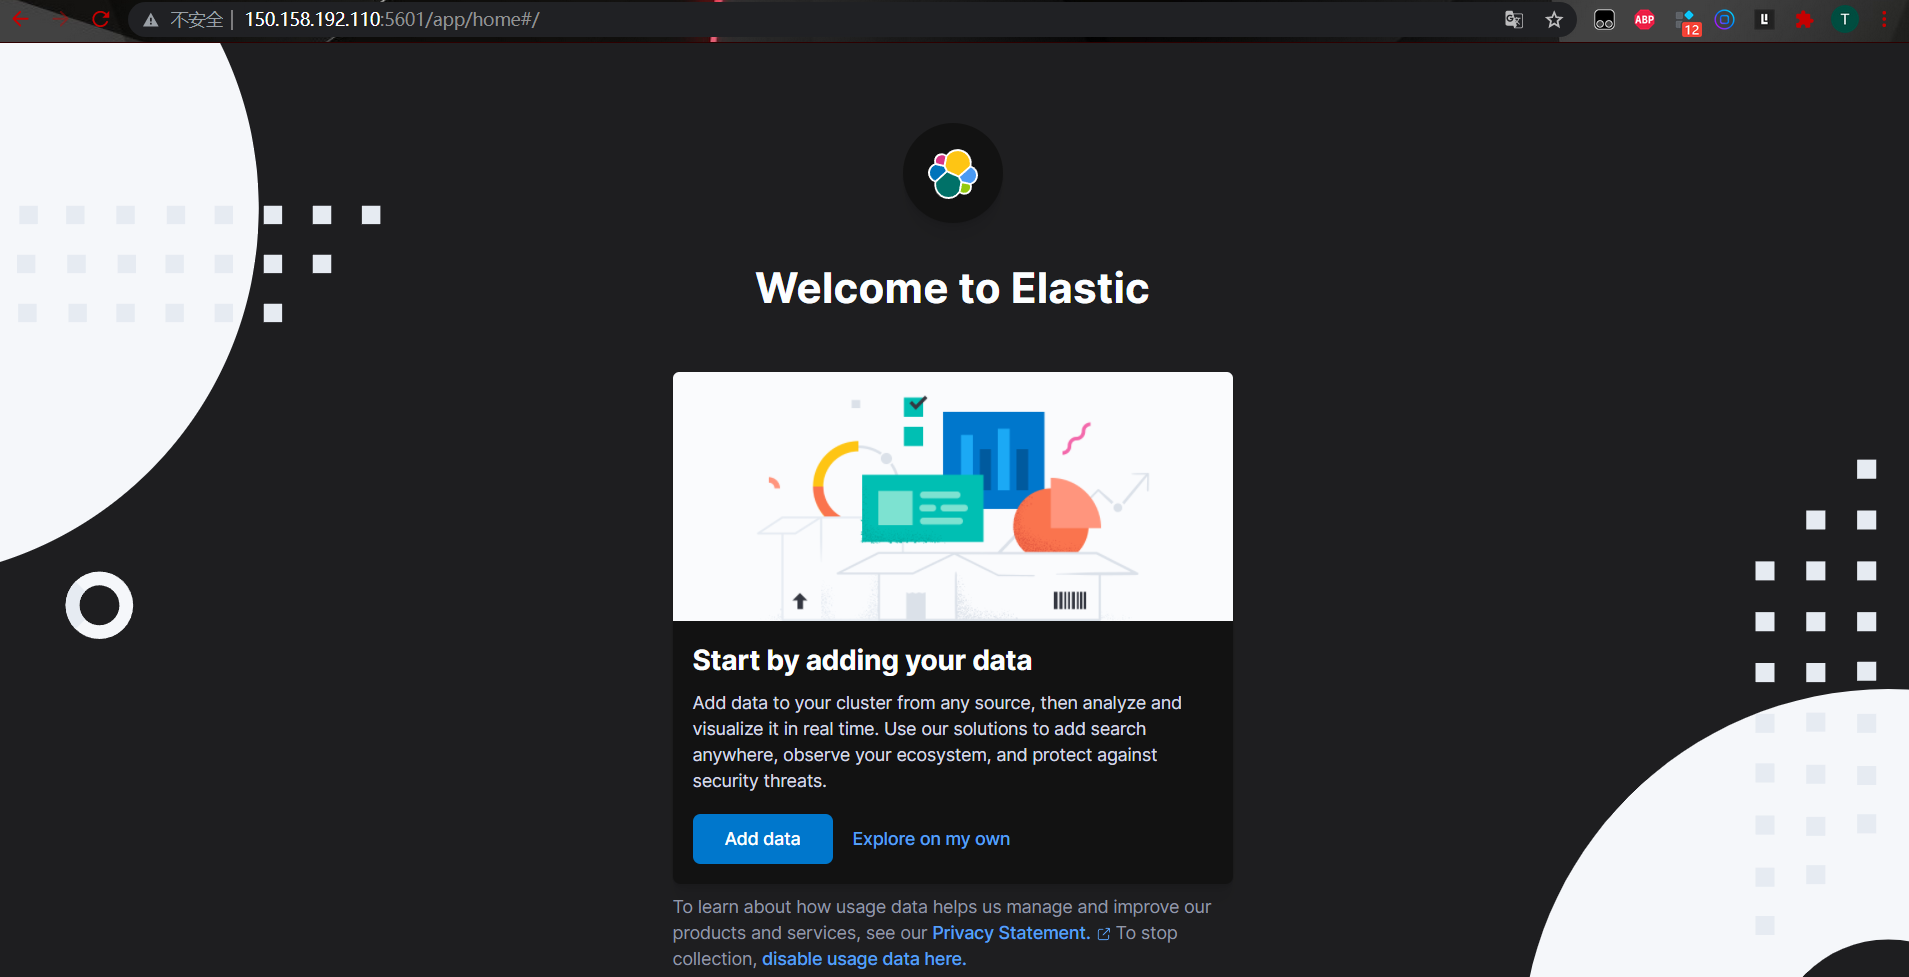 不安全 | 150.158.192.110:5601/app/home#/
ABP
12
T
Welcome to Elastic
Start by adding your data
Add data to your cluster from any source, then analyze and
visualize it in real time. Use our solutions to add search
anywhere, observe your ecosystem, and protect against
security threats.
Add data
Explore on my own
To learn about how usage data helps us manage and improve our
products and services, see our Privacy Statement. To stop
collection, disable usage data here.